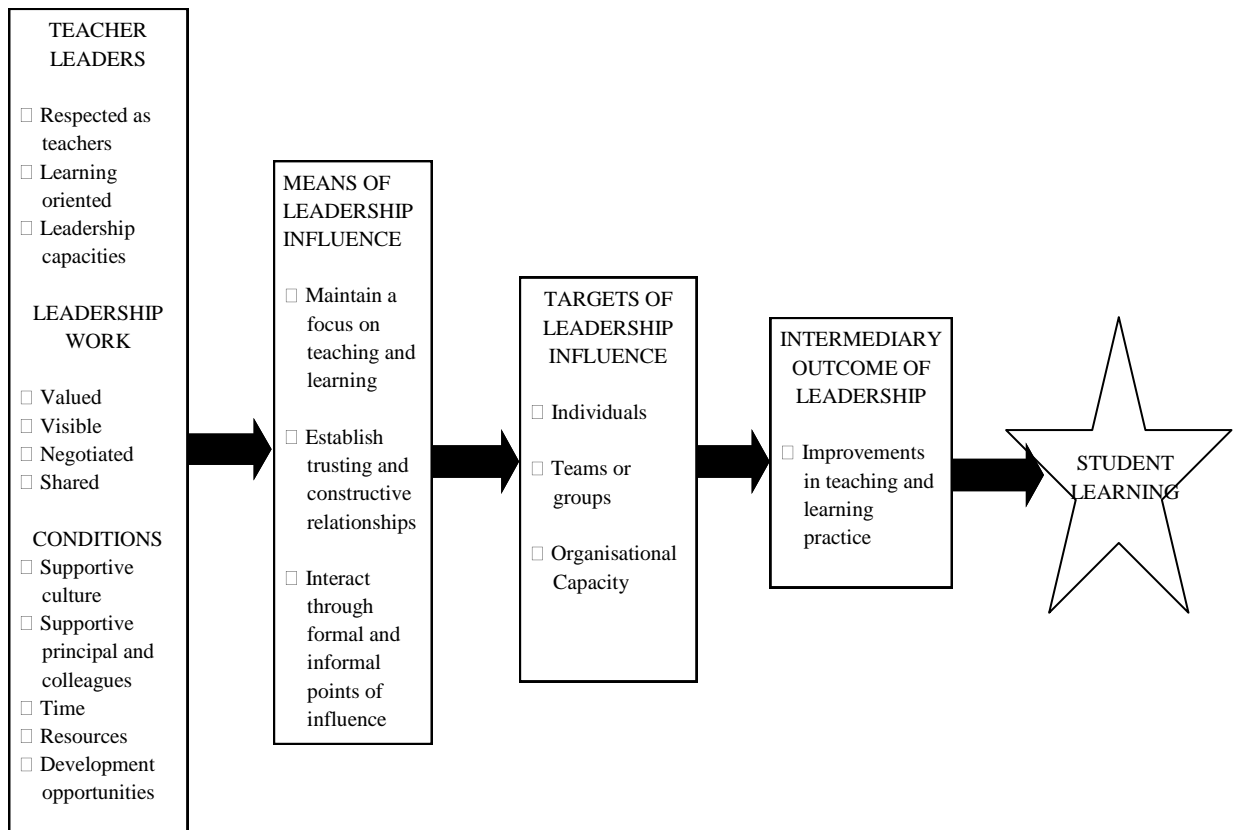 TEACHER
LEADERS
Respected as
teachers
Learning
oriented
Leadership
capacities
LEADERSHIP
WORK
Valued
Visible
Negotiated
Shared
CONDITIONS
Supportive
culture
Supportive
principal and
colleagues
Time
Resources
Development
opportunities
MEANS OF
LEADERSHIP
INFLUENCE
Maintain a
focus on
teaching and
learning
Establish
trusting and
constructive
relationships
Interact
through
formal and
informal
points of
influence
TARGETS OF
LEADERSHIP
INFLUENCE
Individuals
Teams or
groups
Organisational
Capacity
INTERMEDIARY
OUTCOME OF
LEADERSHIP
Improvements
in teaching and
learning
practice
STUDENT
LEARNING